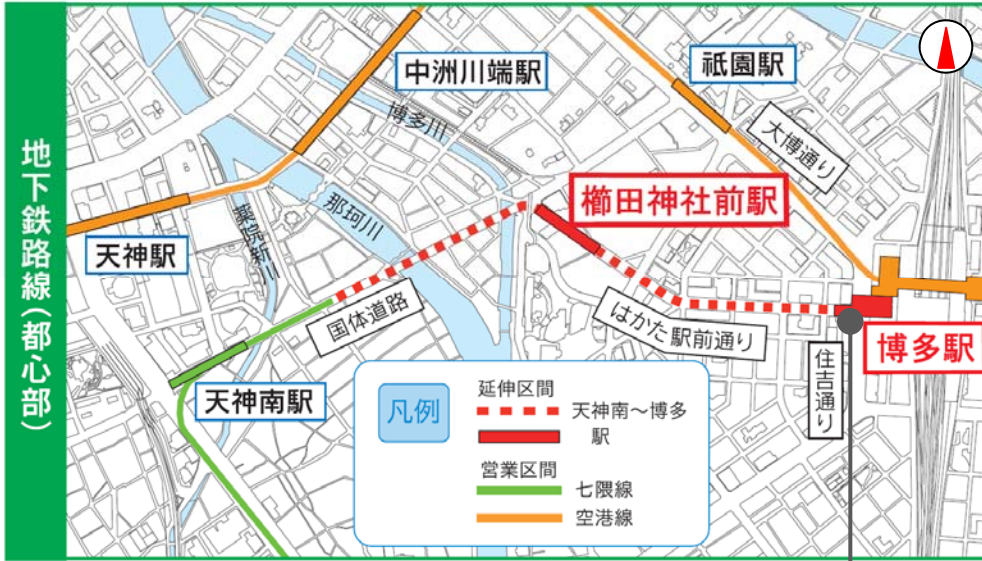 地下鉄路線(都心部)
中洲川端駅
祇園駅
博多川
大博通り
櫛田神社前駅
那珂川
天神駅
薬院新川
国体道路
はかた駅前通り
博多駅
住吉通り
天神南駅
凡例
延伸区間
天神南～博多
駅
営業区間
七隈線
空港線